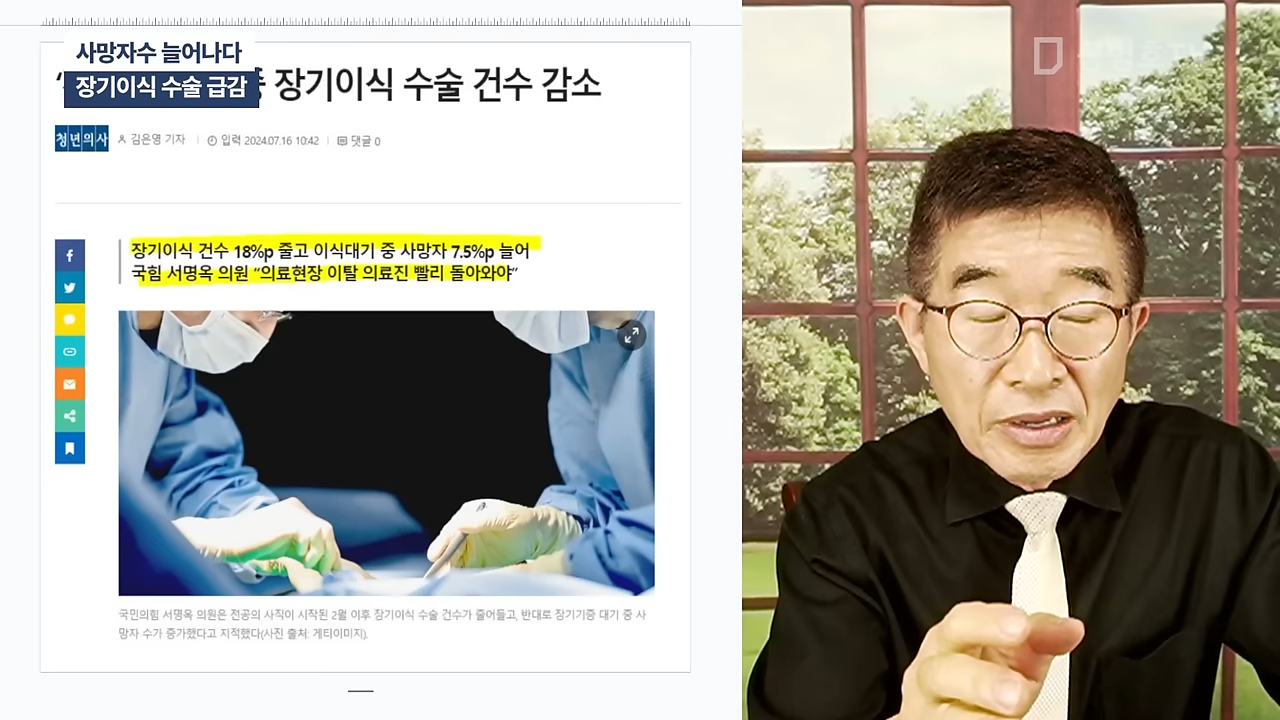 사망자수 늘어나다
장기이식 수술 급감
장기이식 수술 건수 감소
청년의사 김은영 기자 입력 2024.07.16 10:42 댓글 0
장기이식 건수 18%p 줄고 이식대기 중 사망자 7.5%p 늘어
국힘 서명옥 의원 “의료현장 이탈 의료진 빨리 돌아와야”
국민의힘 서명옥 의원은 전공의 사직이 시작된 2월 이후 장기이식 수술 건수가 줄어들고, 반대로 장기기증 대기 중 사
망자 수가 증가했다고 지적했다(사진 출처: 게티이미지).